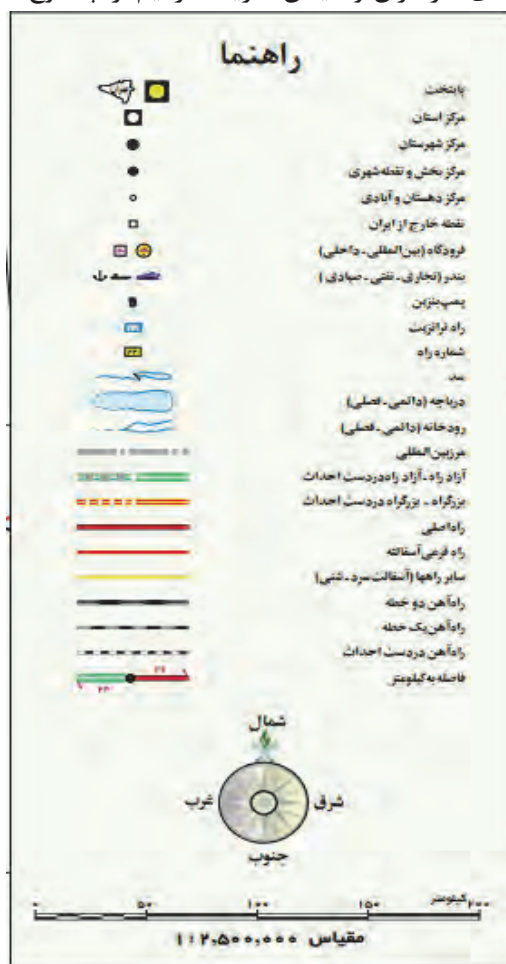 راهنما
پایتخت
مرکز استان
مرکز شهرستان
مرکز بخش و نقطه شهری
مرکز دهستان و آبادی
نقطه خارج از ایران
فرودگاه (بین‌المللی - داخلی)
بندر (تجاری - نفتی - صیادی)
پمپ بنزین
راه ترانزیت
شماره راه
سد
دریاچه (دائمی - فصلی)
رودخانه (دائمی - فصلی)
مرز بین‌المللی
آزاد راه - آزاد راه در دست احداث
بزرگراه - بزرگراه در دست احداث
راه اصلی
راه فرعی آسفالته
سایر راهها (آسفالت سرد - شنی)
راه‌آهن دو خطه
راه‌آهن یک خطه
راه‌آهن در دست احداث
فاصله به کیلومتر
شمال
شرق غرب
جنوب
کیلومتر
۰ ۵۰ ۱۰۰ ۱۵۰ ۲۰۰
مقیاس ۱:۲,۵۰۰,۰۰۰